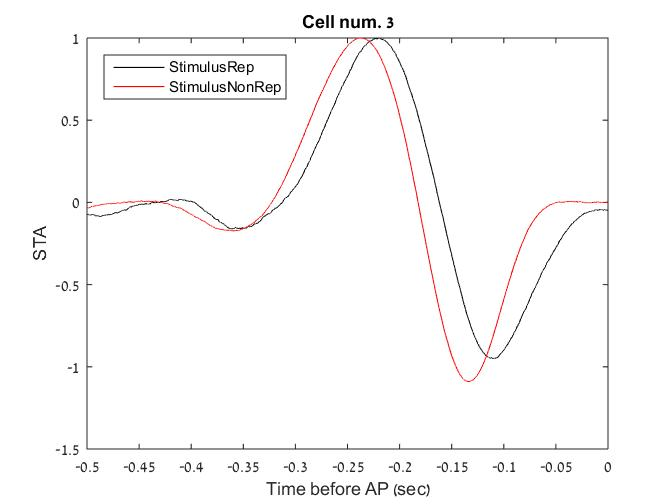 Cell num. 3
StimulusRep
StimulusNonRep
1
0.5
0
-0.5
-1
-1.5
STA
-0.5 -0.45 -0.4 -0.35 -0.3 -0.25 -0.2 -0.15 -0.1 -0.05 0
Time before AP (sec)